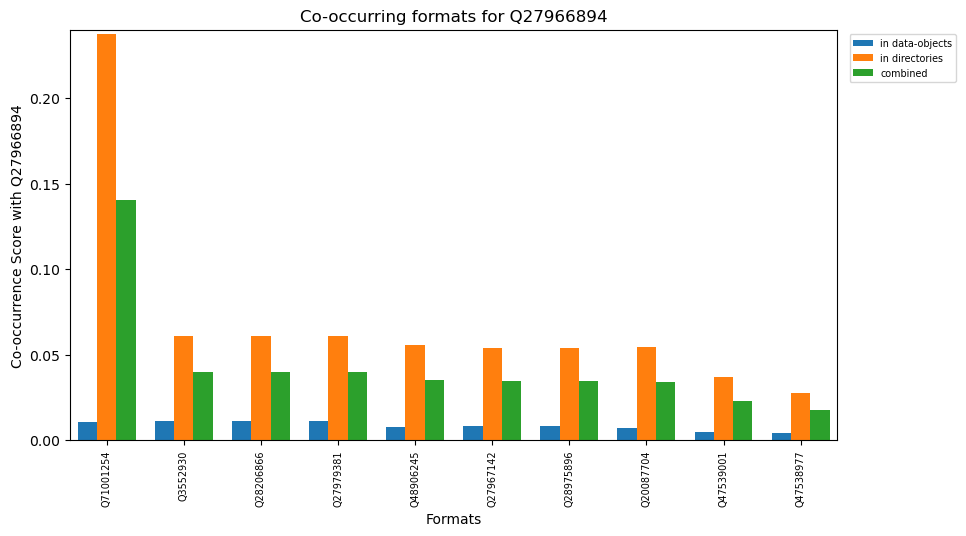 Co-occurring formats for Q27966894
in data-objects
in directories
combined
Co-occurrence Score with Q27966894
0.20
0.15
0.10
0.05
0.00
Q71001254
Q3552930
Q28206866
Q27979381
Q48906245
Q27967142
Q28975896
Q20087704
Q47539001
Q47538977
Formats